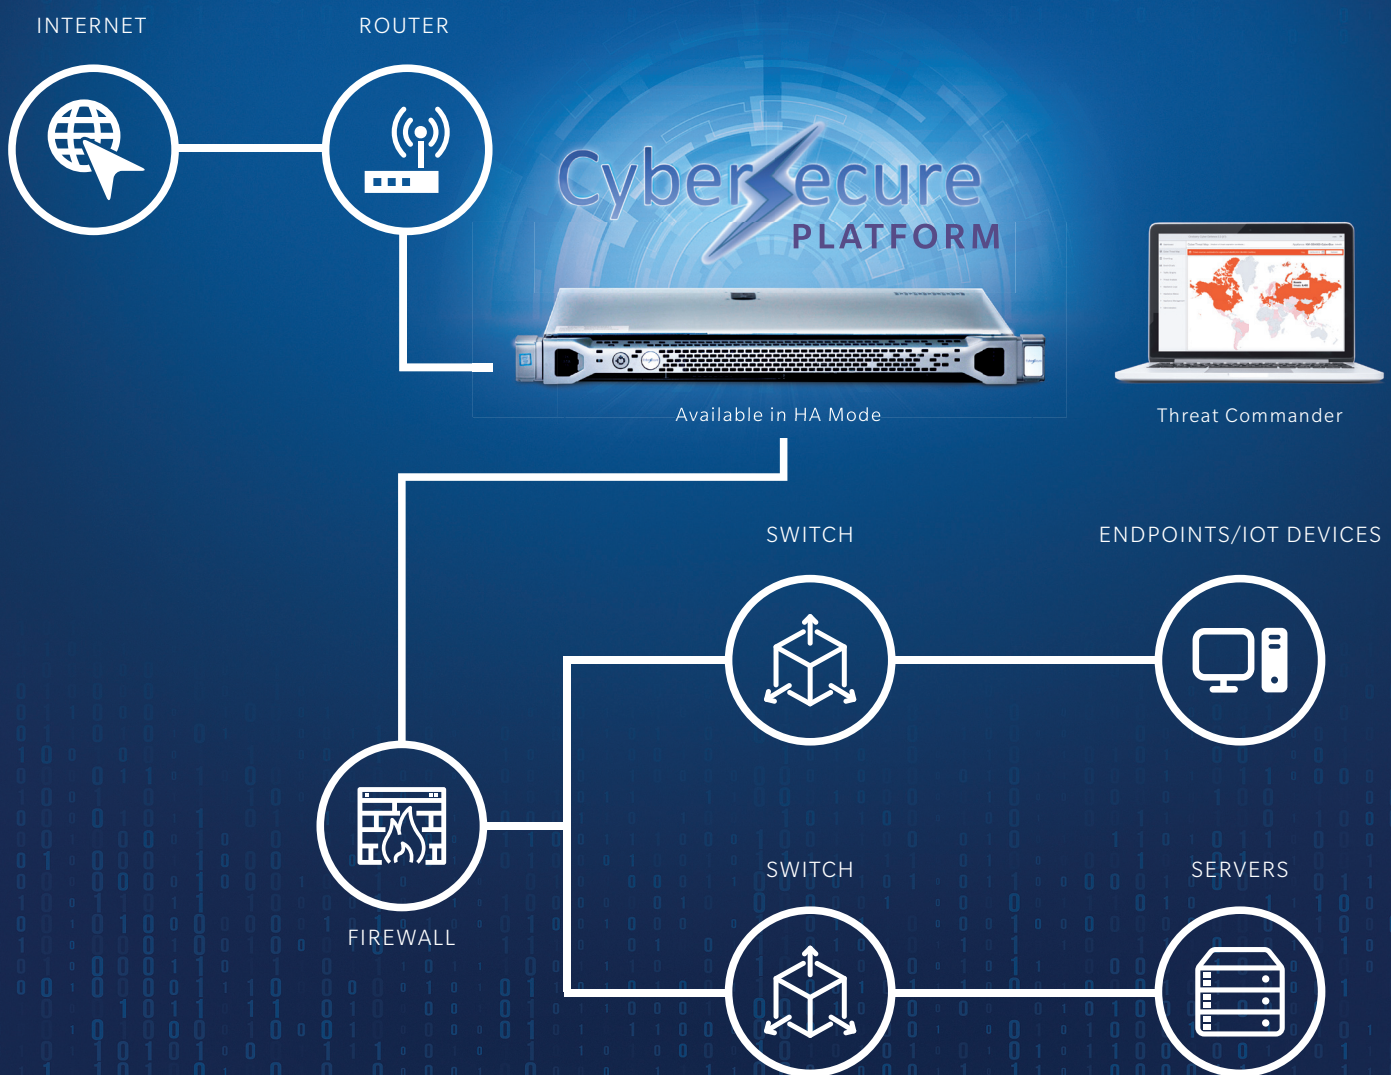 INTERNET
ROUTER
CyberSecure
PLATFORM
Available in HA Mode
Threat Commander
SWITCH
ENDPOINTS/IOT DEVICES
FIREWALL
SWITCH
SERVERS